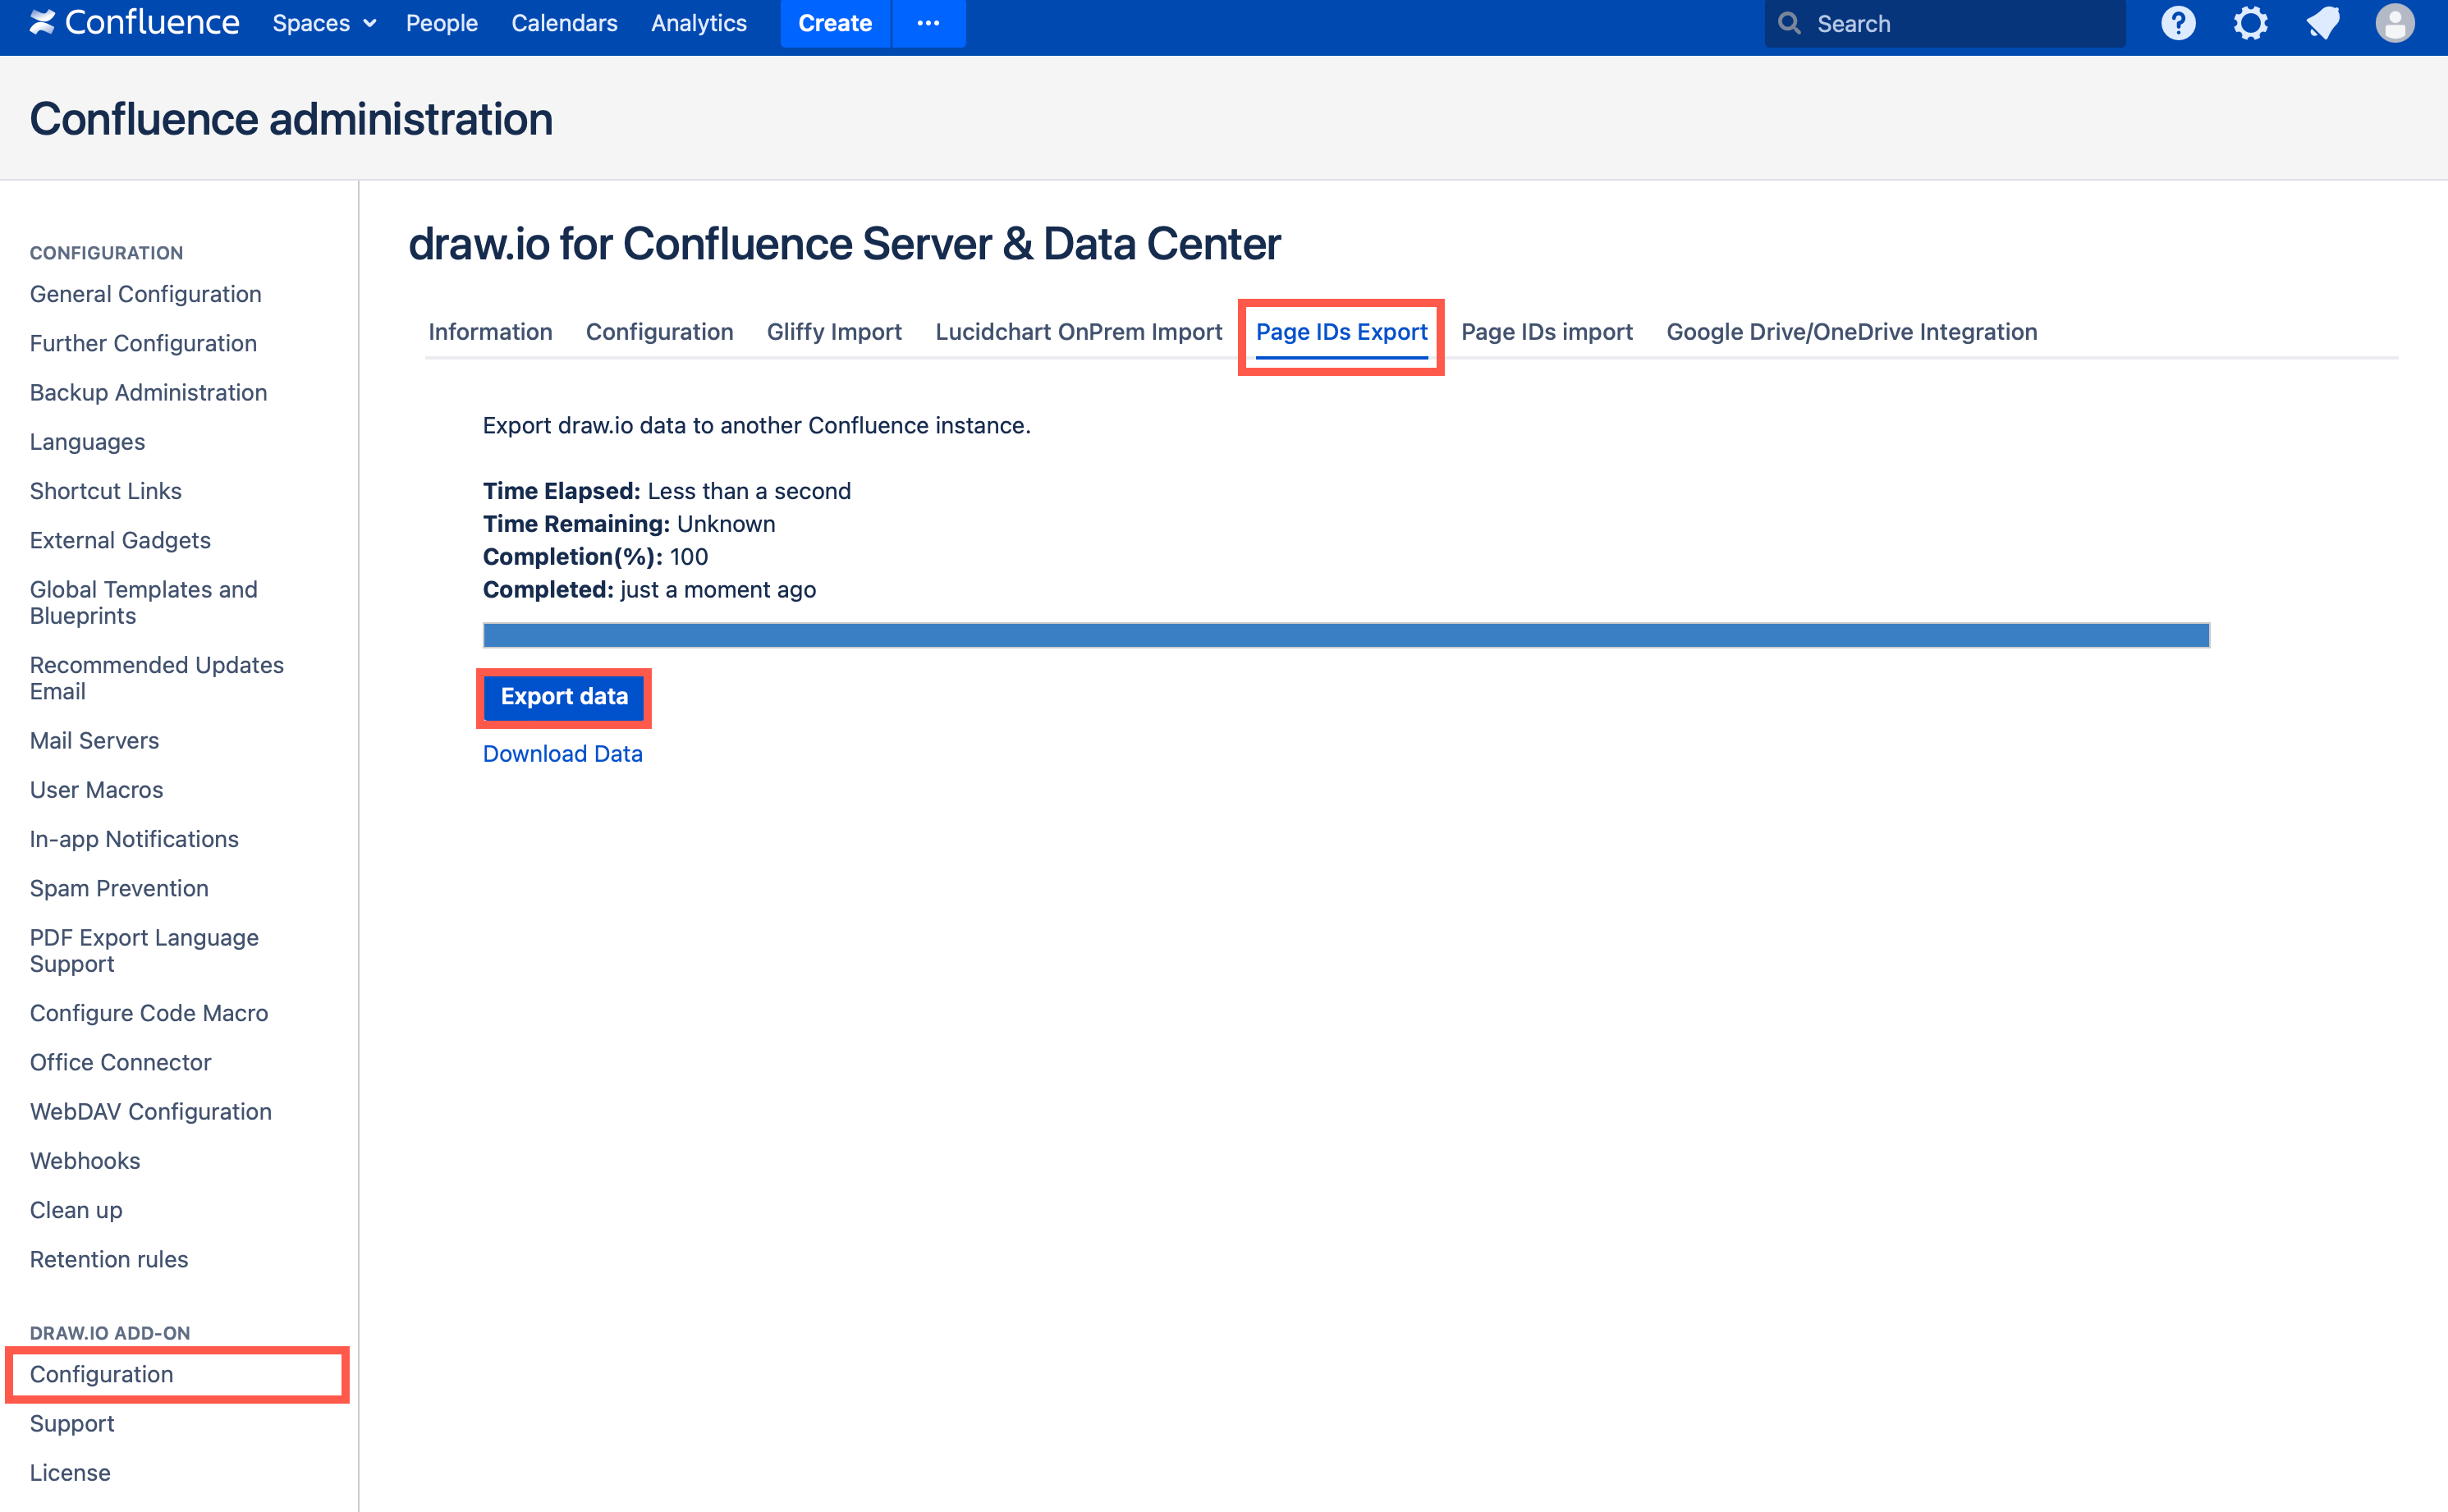 Confluence Spaces People Calendars Analytics Create ··· Search
Confluence administration
CONFIGURATION
General Configuration
Further Configuration
Backup Administration
Languages
Shortcut Links
External Gadgets
Global Templates and
Blueprints
Recommended Updates
Email
Mail Servers
User Macros
In-app Notifications
Spam Prevention
PDF Export Language
Support
Configure Code Macro
Office Connector
WebDAV Configuration
Webhooks
Clean up
Retention rules
DRAW.IO ADD-ON
Configuration
Support
License
draw.io for Confluence Server & Data Center
Information Configuration Gliffy Import Lucidchart OnPrem Import Page IDs Export Page IDs import Google Drive/OneDrive Integration
Export draw.io data to another Confluence instance.
Time Elapsed: Less than a second
Time Remaining: Unknown
Completion(%): 100
Completed: just a moment ago
Export data
Download Data